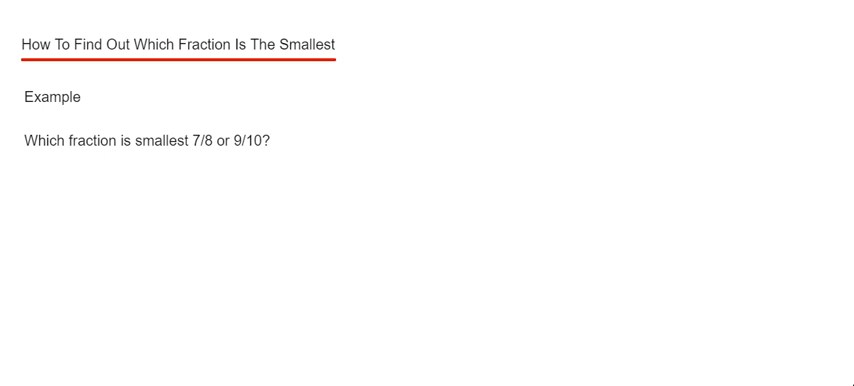 How To Find Out Which Fraction Is The Smallest
Example
Which fraction is smallest 7/8 or 9/10?